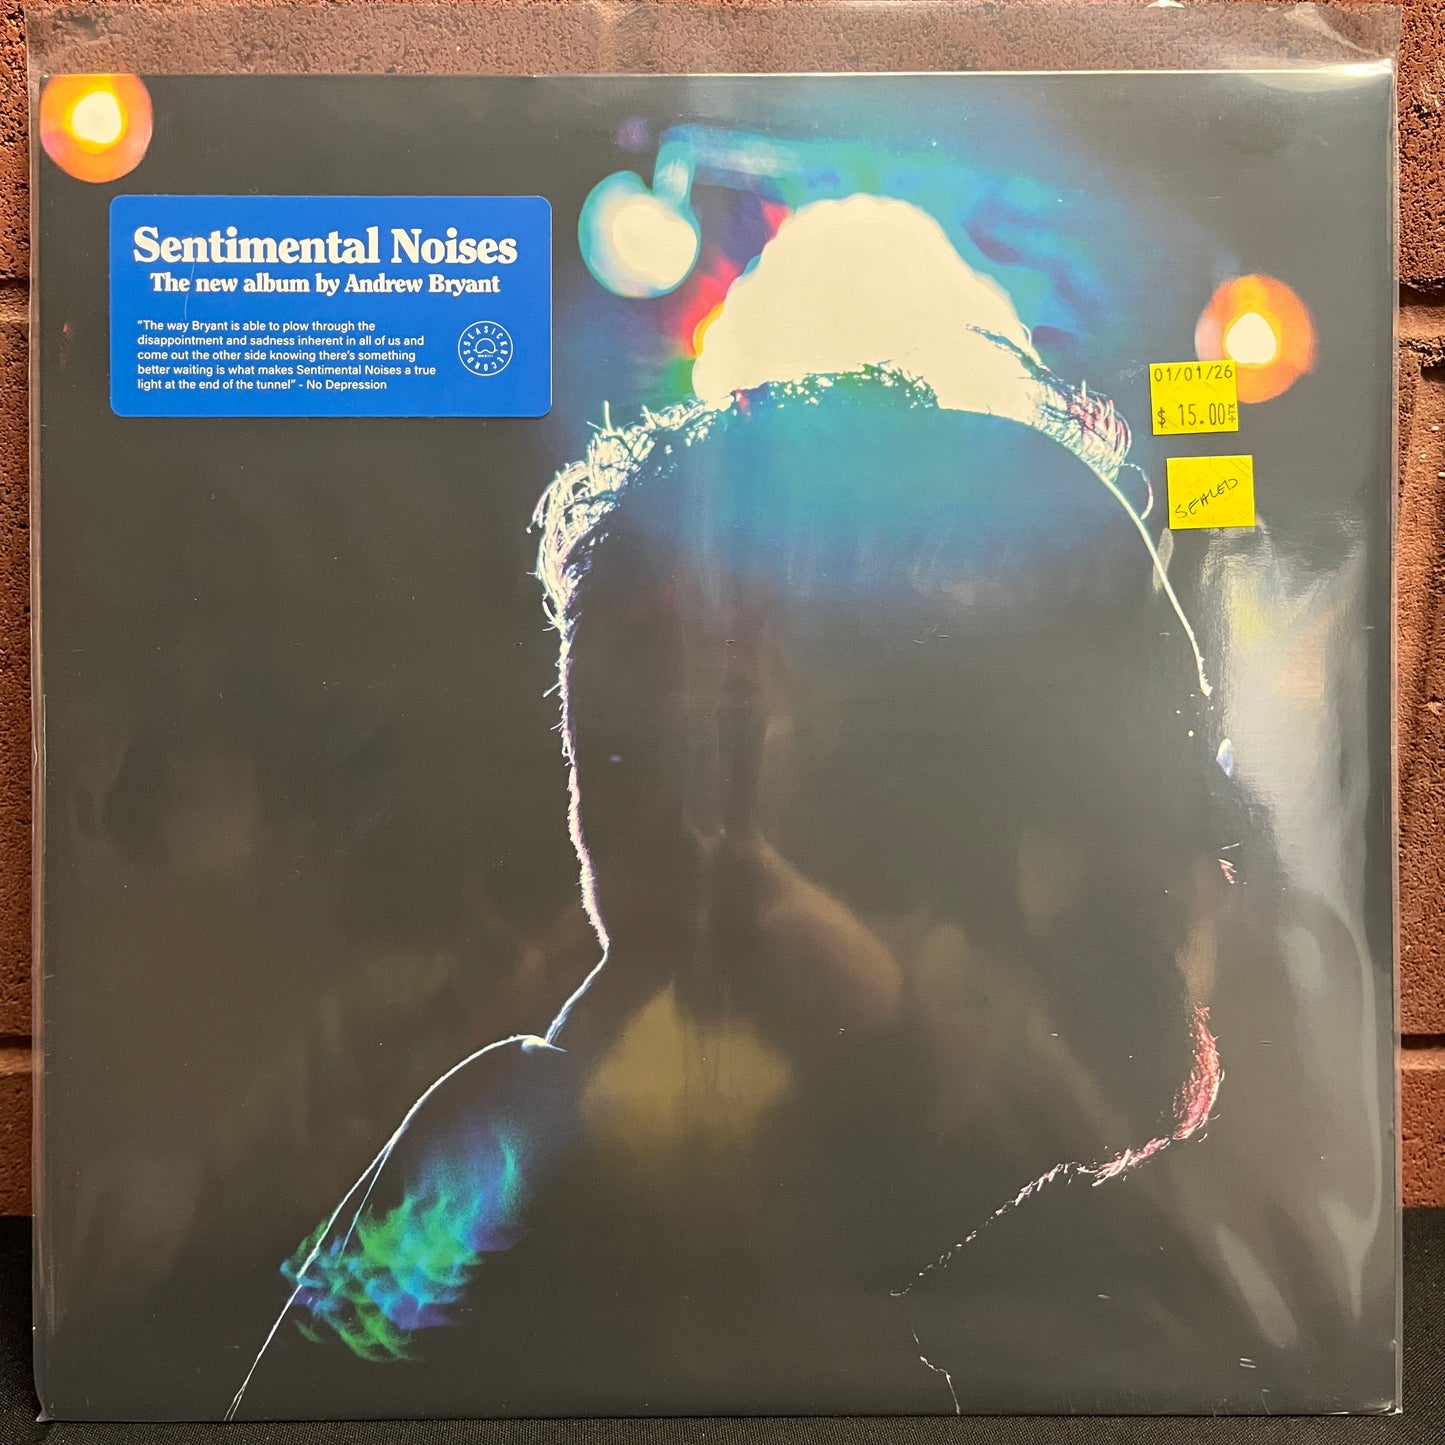 Sentimental Noises
The new album by Andrew Bryant
"The way Bryant is able to plow through the
disappointment and sadness inherent in all of us and
come out the other side knowing there's something
better waiting is what makes Sentimental Noises a true
light at the end of the tunnel" - No Depression
SEASICK RECORDS
01/01/26
$ 15.00
SEALED